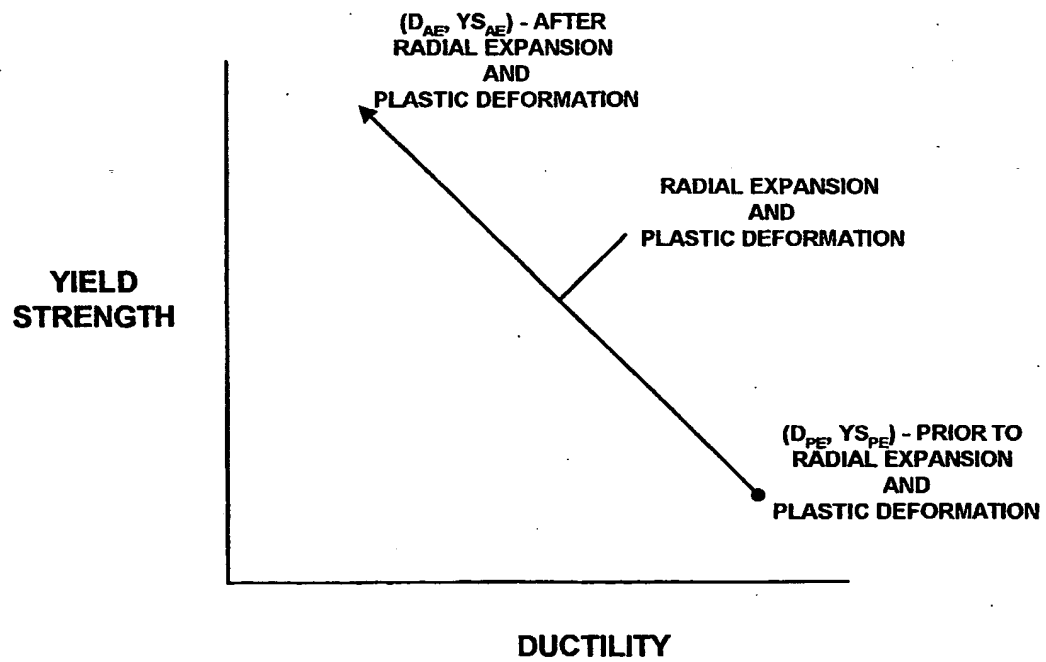 (D_AE, YS_AE) - AFTER
RADIAL EXPANSION
AND
PLASTIC DEFORMATION
RADIAL EXPANSION
AND
PLASTIC DEFORMATION
YIELD
STRENGTH
(D_PE, YS_PE) - PRIOR TO
RADIAL EXPANSION
AND
PLASTIC DEFORMATION
DUCTILITY